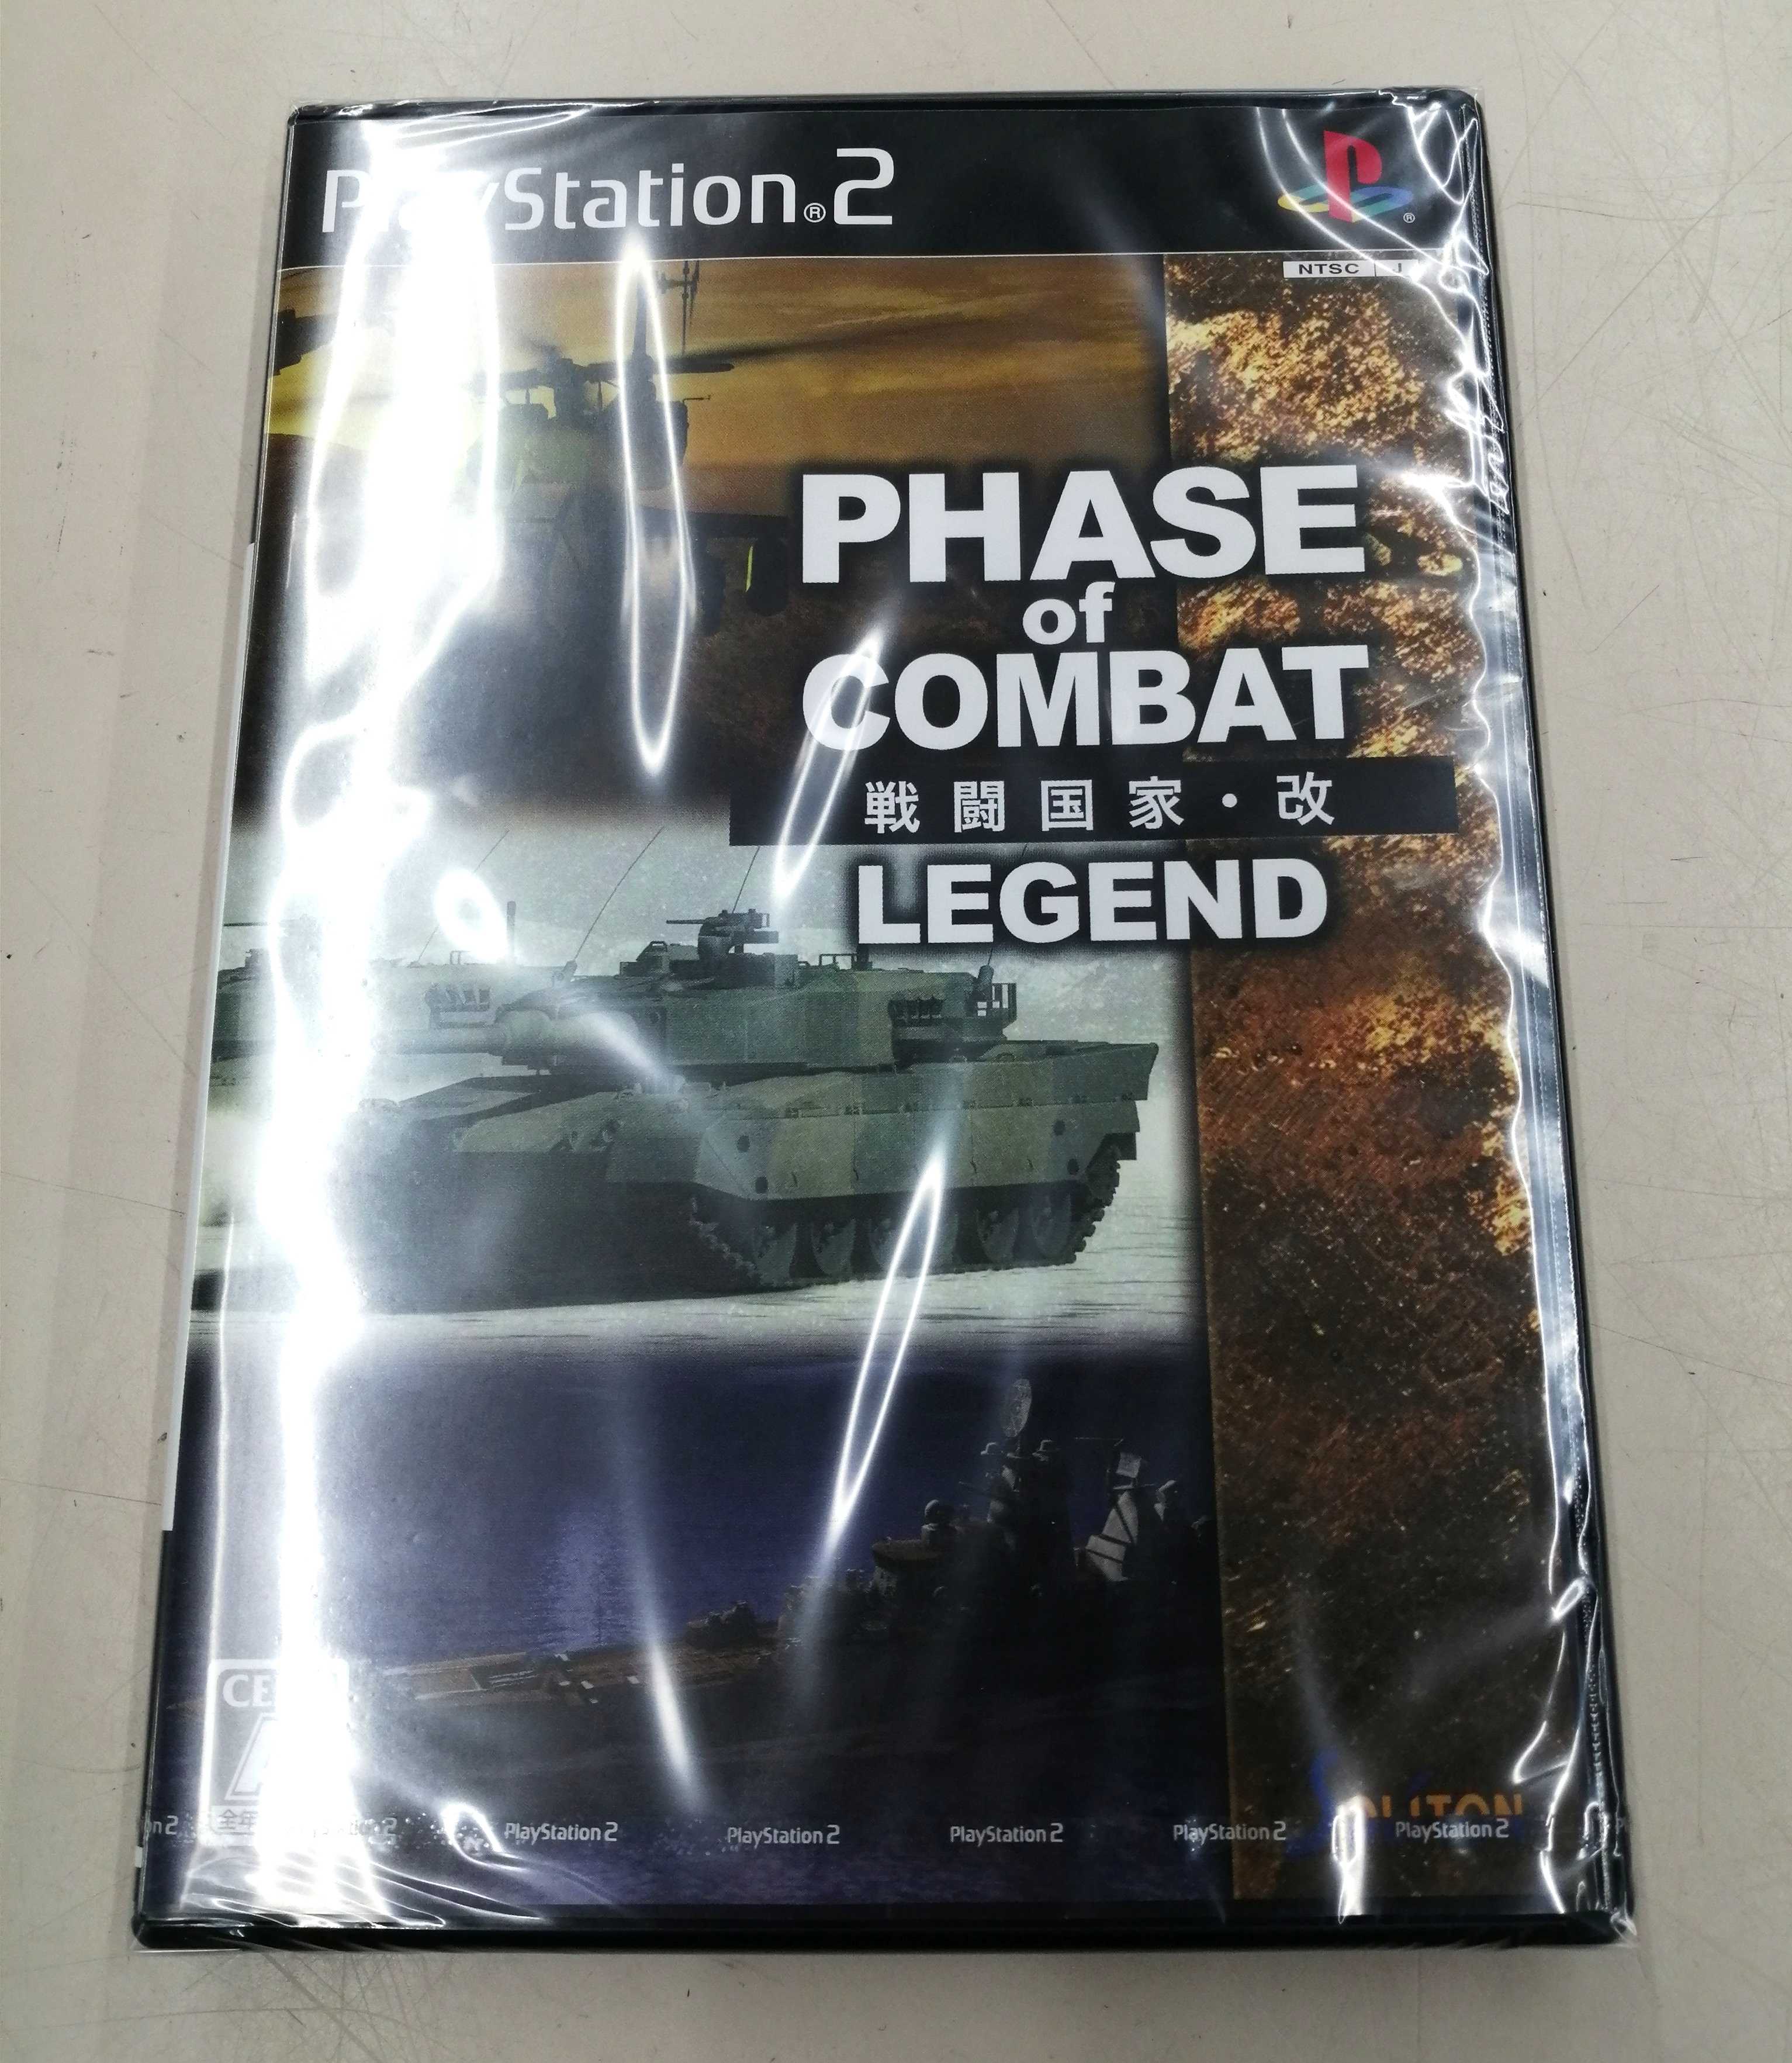 PlayStation®2
NTSC J
PHASE
of
COMBAT
戦闘国家・改
LEGEND
PlayStation 2 PlayStation 2 PlayStation 2 PlayStation 2 PlayStation 2